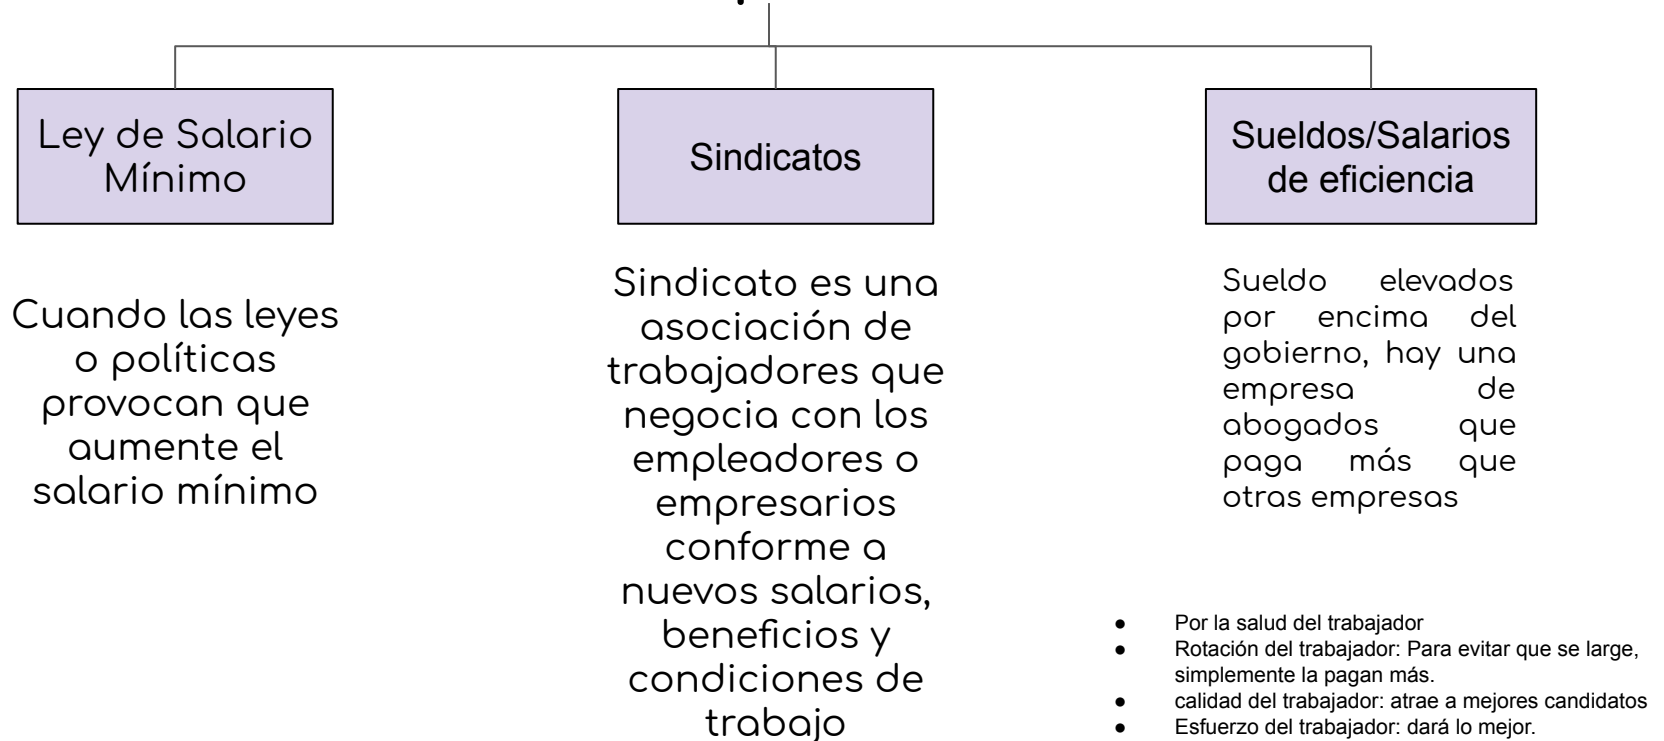 Ley de Salario
Mínimo
Cuando las leyes
o políticas
provocan que
aumente el
salario mínimo
Sindicatos
Sindicato es una
asociación de
trabajadores que
negocia con los
empleadores o
empresarios
conforme a
nuevos salarios,
beneficios y
condiciones de
trabajo
Sueldos/Salarios
de eficiencia
Sueldo elevados
por encima del
gobierno, hay una
empresa de
abogados que
paga más que
otras empresas
● Por la salud del trabajador
● Rotación del trabajador: Para evitar que se large,
simplemente la pagan más.
● calidad del trabajador: atrae a mejores candidatos
● Esfuerzo del trabajador: dará lo mejor.